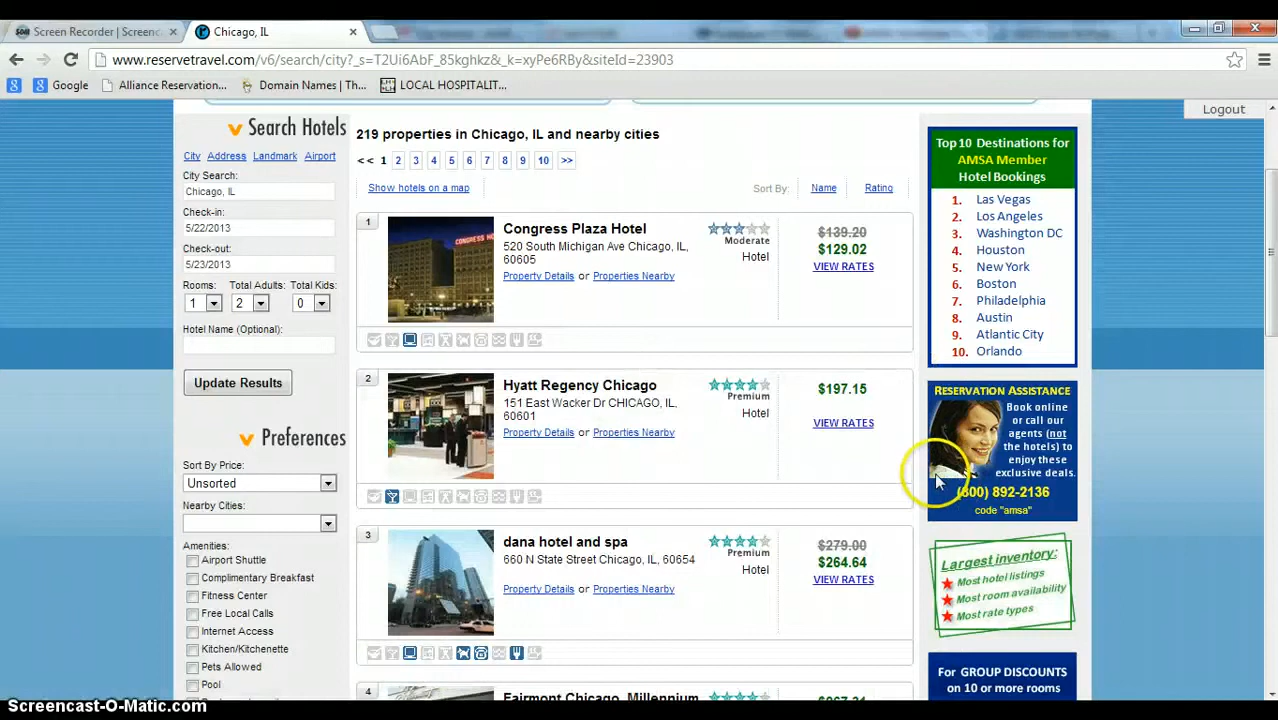 Screen Recorder | Screenc
Chicago, IL
www.reservetravel.com/v6/search/city?_s=T2Ui6AbF_85kghkz&_k=xyPe6RBy&siteId=23903
Google
Alliance Reservation...
Domain Names | Th...
LOCAL HOSPITALIT...
Logout
Search Hotels
City Address Landmark Airport
City Search:
Chicago, IL
Check-in:
5/22/2013
Check-out:
5/23/2013
Rooms: Total Adults: Total Kids:
1 2 0
Hotel Name (Optional):
Update Results
Preferences
Sort By Price:
Unsorted
Nearby Cities:
Amenities:
Airport Shuttle
Complimentary Breakfast
Fitness Center
Free Local Calls
Internet Access
Kitchen/Kitchenette
Pets Allowed
Pool
219 properties in Chicago, IL and nearby cities
<< 1 2 3 4 5 6 7 8 9 10 >>
Show hotels on a map
Sort By: Name Rating
1
CONGRESS HO
Congress Plaza Hotel
520 South Michigan Ave Chicago, IL,
60605
Property Details or Properties Nearby
Moderate
Hotel
$139.20
$129.02
VIEW RATES
2
Hyatt Regency Chicago
151 East Wacker Dr CHICAGO, IL,
60601
Property Details or Properties Nearby
Premium
Hotel
$197.15
VIEW RATES
3
dana hotel and spa
660 N State Street Chicago, IL, 60654
Property Details or Properties Nearby
Premium
Hotel
$279.00
$264.64
VIEW RATES
4
Fairmont Chicago, Millennium
Top 10 Destinations for
AMSA Member
Hotel Bookings
1. Las Vegas
2. Los Angeles
3. Washington DC
4. Houston
5. New York
6. Boston
7. Philadelphia
8. Austin
9. Atlantic City
10. Orlando
RESERVATION ASSISTANCE
Book online
or call our
agents (not
the hotels) to
enjoy these
exclusive deals.
(800) 892-2136
code "amsa"
Largest inventory:
Most hotel listings
Most room availability
Most rate types
For GROUP DISCOUNTS
on 10 or more rooms
Screencast-O-Matic.com